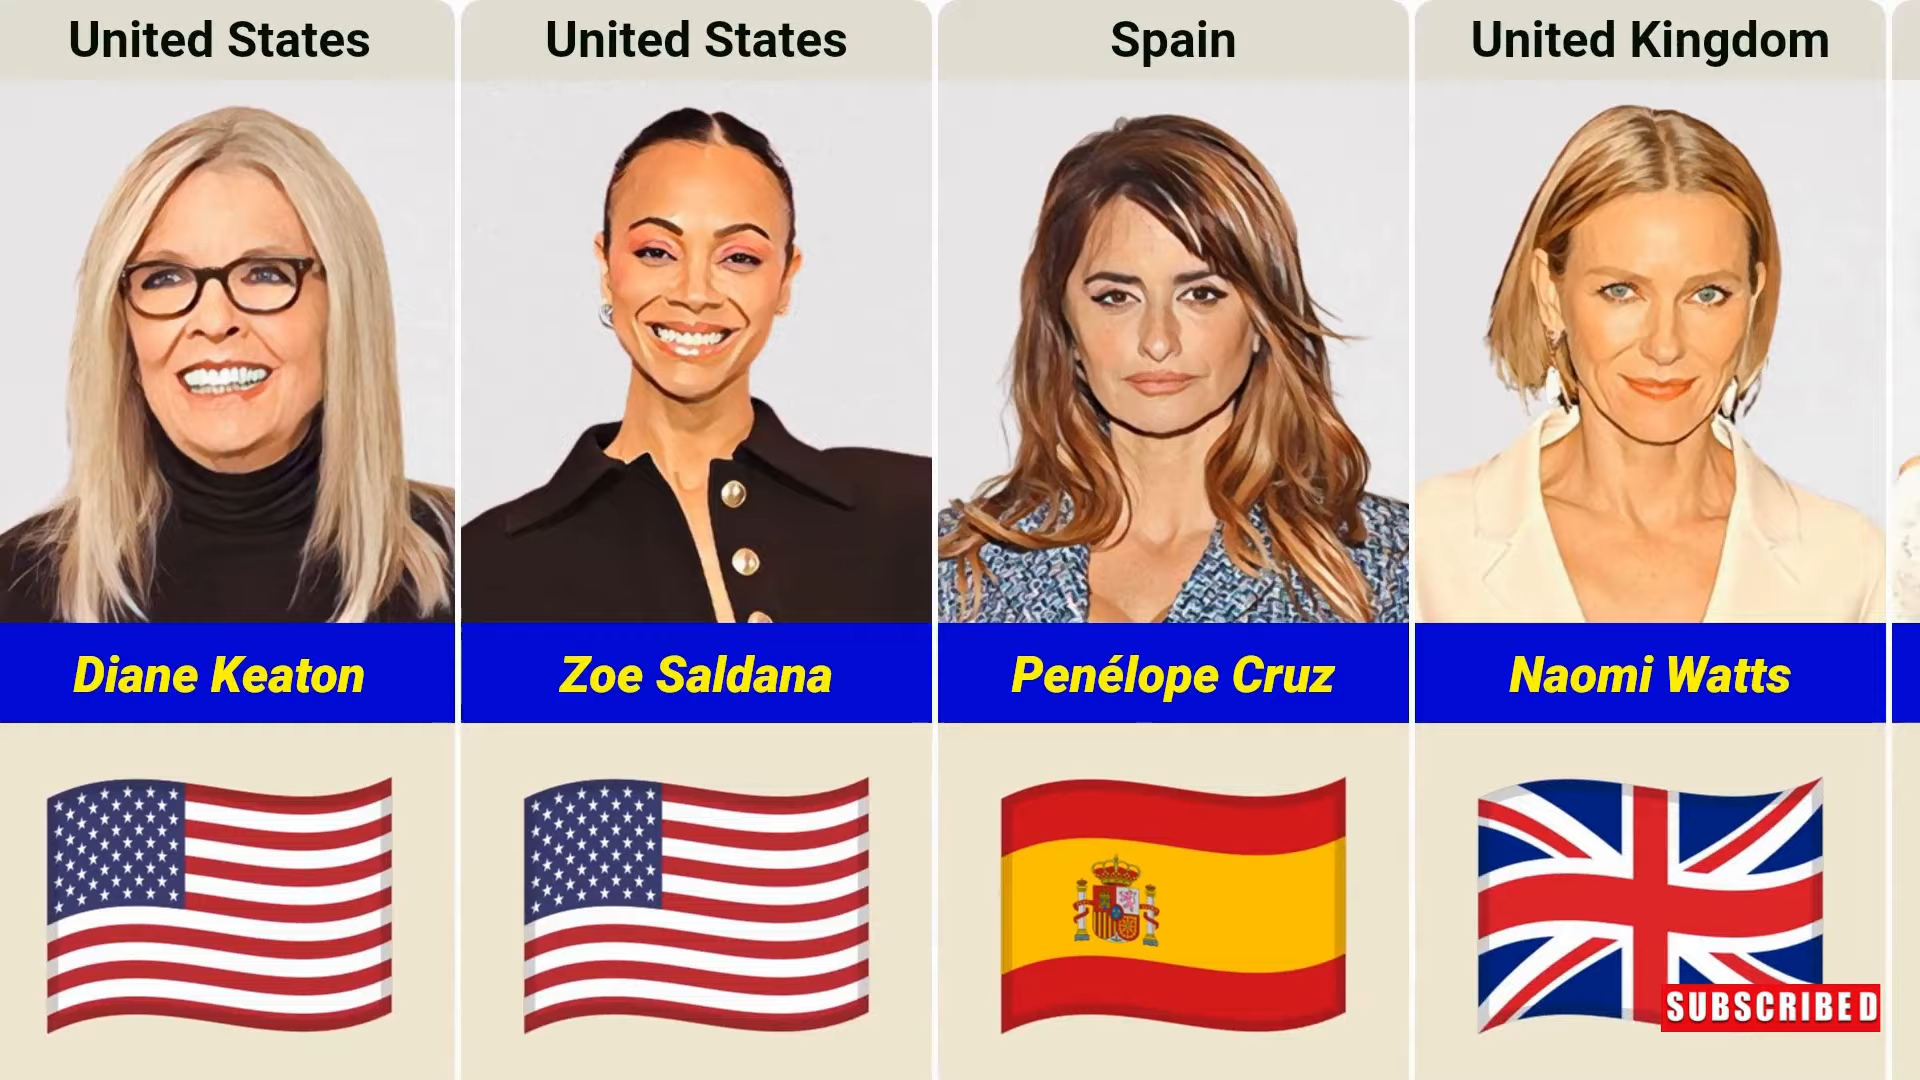 United States
United States
Spain
United Kingdom
Diane Keaton
Zoe Saldana
Penélope Cruz
Naomi Watts
SUBSCRIBED